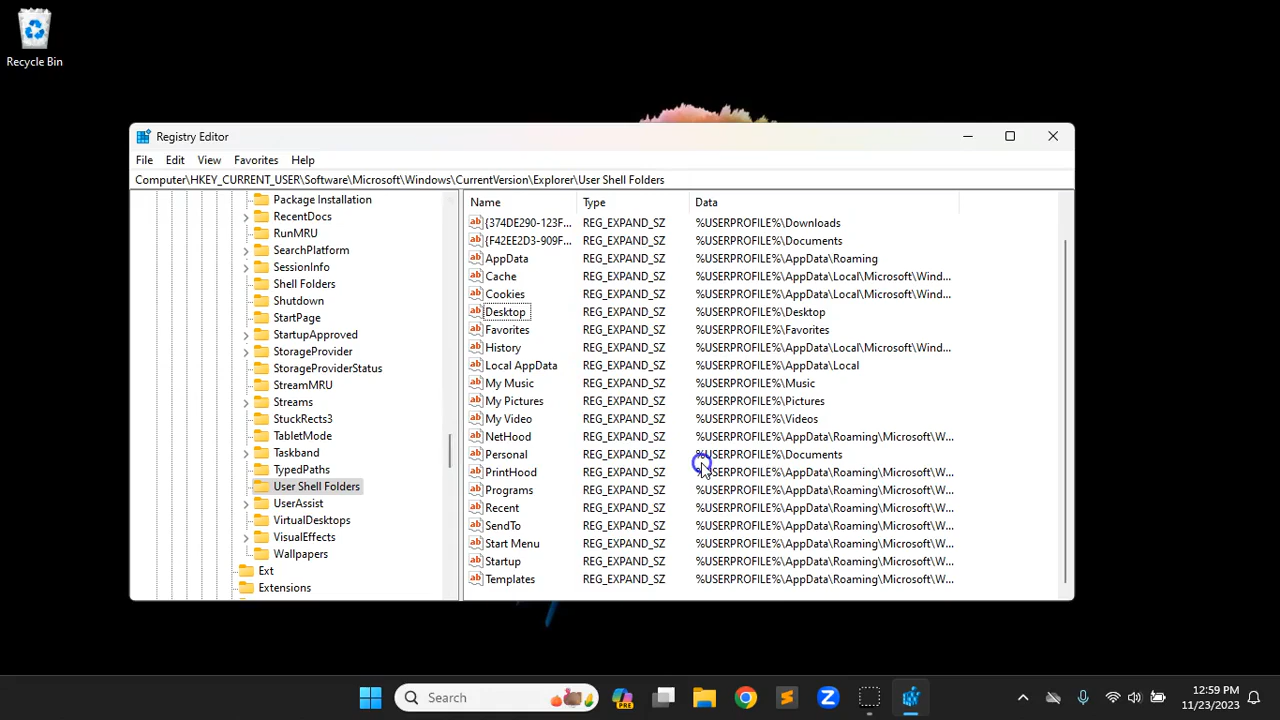 Recycle Bin
Registry Editor
File Edit View Favorites Help
Computer\HKEY_CURRENT_USER\Software\Microsoft\Windows\CurrentVersion\Explorer\User Shell Folders
Package Installation
RecentDocs
RunMRU
SearchPlatform
SessionInfo
Shell Folders
Shutdown
StartPage
StartupApproved
StorageProvider
StorageProviderStatus
StreamMRU
Streams
StuckRects3
TabletMode
Taskband
TypedPaths
User Shell Folders
UserAssist
VirtualDesktops
VisualEffects
Wallpapers
Ext
Extensions
Name Type Data
{374DE290-123F... REG_EXPAND_SZ %USERPROFILE%\Downloads
{F42EE2D3-909F... REG_EXPAND_SZ %USERPROFILE%\Documents
AppData REG_EXPAND_SZ %USERPROFILE%\AppData\Roaming
Cache REG_EXPAND_SZ %USERPROFILE%\AppData\Local\Microsoft\Wind...
Cookies REG_EXPAND_SZ %USERPROFILE%\AppData\Local\Microsoft\Wind...
Desktop REG_EXPAND_SZ %USERPROFILE%\Desktop
Favorites REG_EXPAND_SZ %USERPROFILE%\Favorites
History REG_EXPAND_SZ %USERPROFILE%\AppData\Local\Microsoft\Wind...
Local AppData REG_EXPAND_SZ %USERPROFILE%\AppData\Local
My Music REG_EXPAND_SZ %USERPROFILE%\Music
My Pictures REG_EXPAND_SZ %USERPROFILE%\Pictures
My Video REG_EXPAND_SZ %USERPROFILE%\Videos
NetHood REG_EXPAND_SZ %USERPROFILE%\AppData\Roaming\Microsoft\W...
Personal REG_EXPAND_SZ %USERPROFILE%\Documents
PrintHood REG_EXPAND_SZ %USERPROFILE%\AppData\Roaming\Microsoft\W...
Programs REG_EXPAND_SZ %USERPROFILE%\AppData\Roaming\Microsoft\W...
Recent REG_EXPAND_SZ %USERPROFILE%\AppData\Roaming\Microsoft\W...
SendTo REG_EXPAND_SZ %USERPROFILE%\AppData\Roaming\Microsoft\W...
Start Menu REG_EXPAND_SZ %USERPROFILE%\AppData\Roaming\Microsoft\W...
Startup REG_EXPAND_SZ %USERPROFILE%\AppData\Roaming\Microsoft\W...
Templates REG_EXPAND_SZ %USERPROFILE%\AppData\Roaming\Microsoft\W...
Search
PRE
12:59 PM
11/23/2023